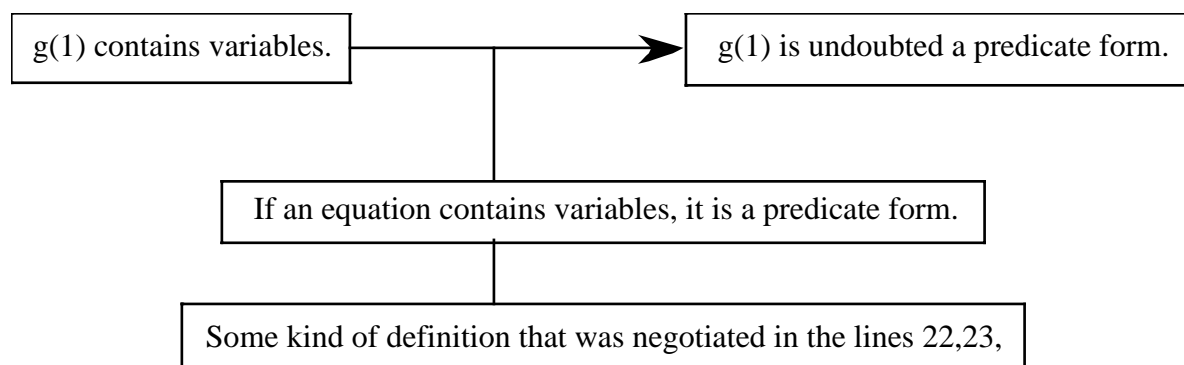 g(1) contains variables.
g(1) is undoubted a predicate form.
If an equation contains variables, it is a predicate form.
Some kind of definition that was negotiated in the lines 22,23,